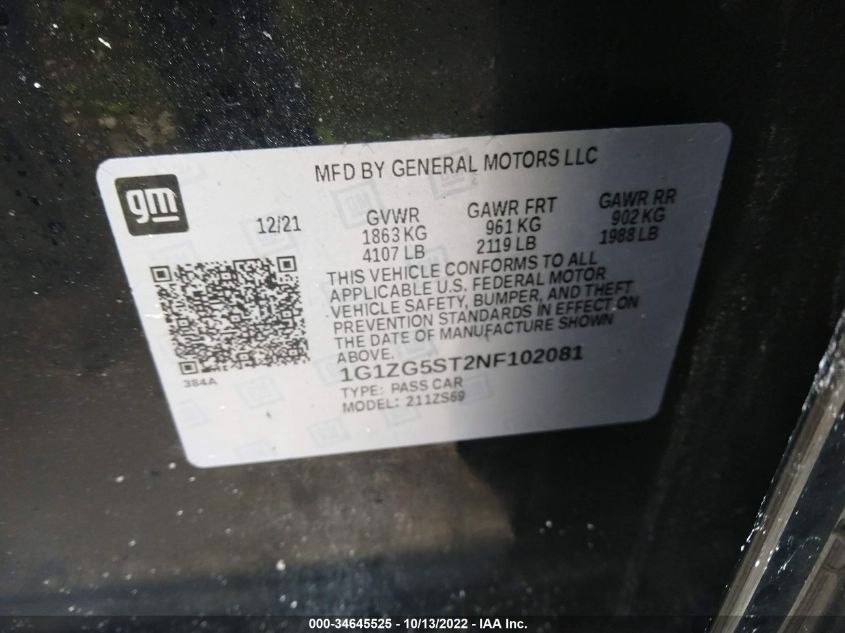 MFD BY GENERAL MOTORS LLC
gm
12/21
GVWR
1863 KG
4107 LB
GAWR FRT
961 KG
2119 LB
GAWR RR
902 KG
1988 LB
THIS VEHICLE CONFORMS TO ALL
APPLICABLE U.S. FEDERAL MOTOR
VEHICLE SAFETY, BUMPER, AND THEFT
PREVENTION STANDARDS IN EFFECT ON
THE DATE OF MANUFACTURE SHOWN
ABOVE.
384A
1G1ZG5ST2NF102081
TYPE: PASS CAR
MODEL: 211ZS69
000-34645525 - 10/13/2022 - IAA Inc.